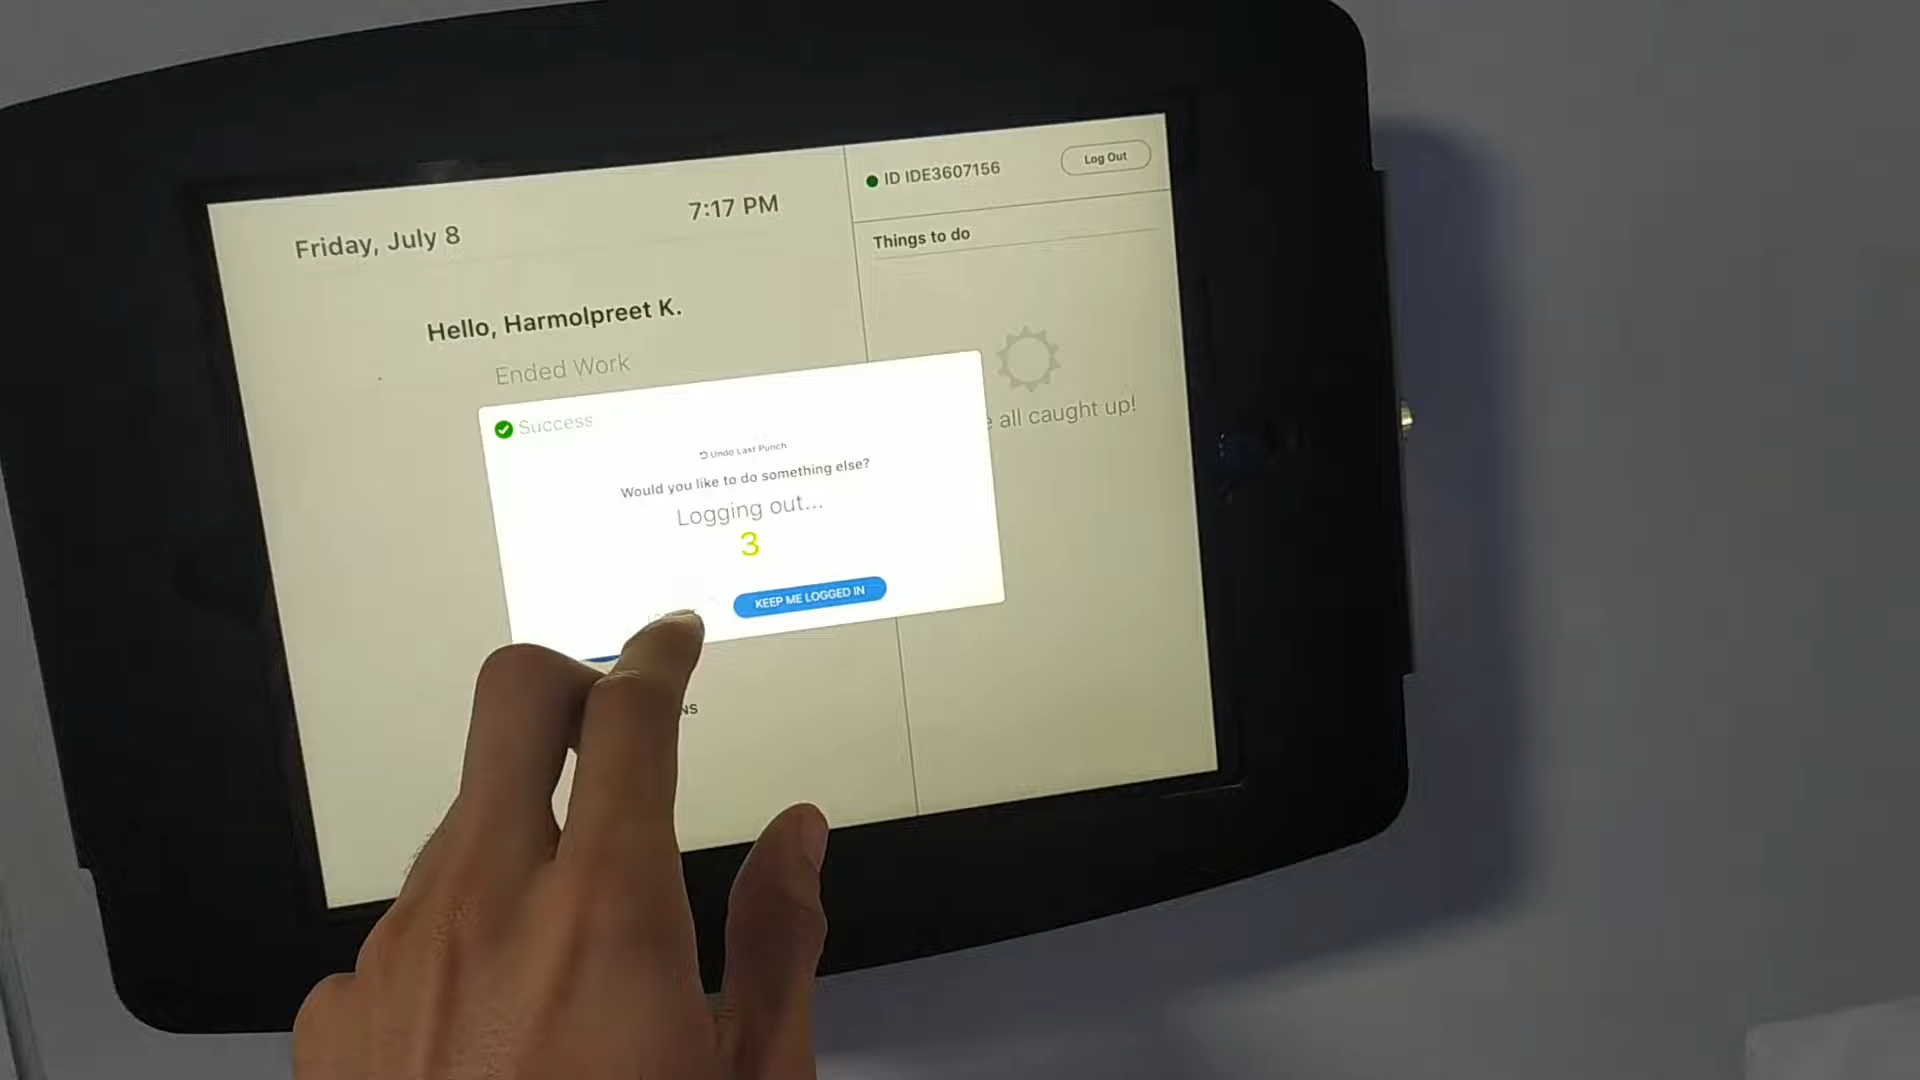 Friday, July 8
7:17 PM
ID IDE3607156
Log Out
Things to do
Hello, Harmolpreet K.
Ended Work
all caught up!
Success
Undo Last Punch
Would you like to do something else?
Logging out...
3
KEEP ME LOGGED IN